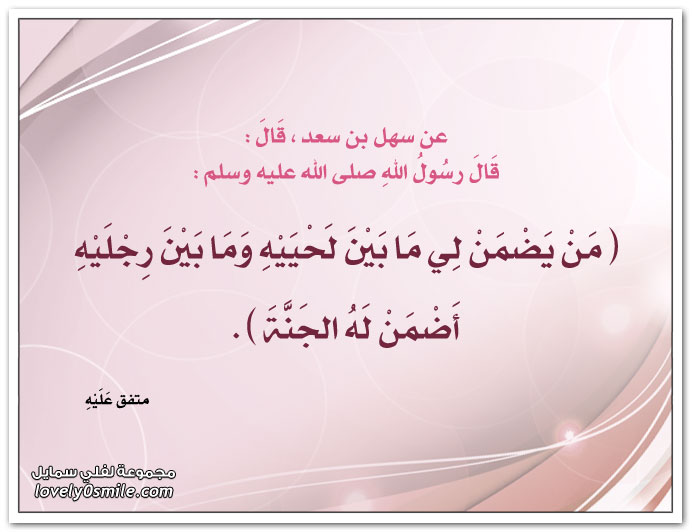 عن سهل بن سعد ، قَالَ :
قَالَ رسُولُ اللهِ صلى الله عليه وسلم :
( مَنْ يَضْمَنْ لِي مَا بَيْنَ لَحْيَيْهِ وَمَا بَيْنَ رِجْلَيْهِ
أَضْمَنْ لَهُ الجَنَّةَ ) .
متفق عَلَيْهِ
مجموعة لفلي سمايل
lovely0smile.com